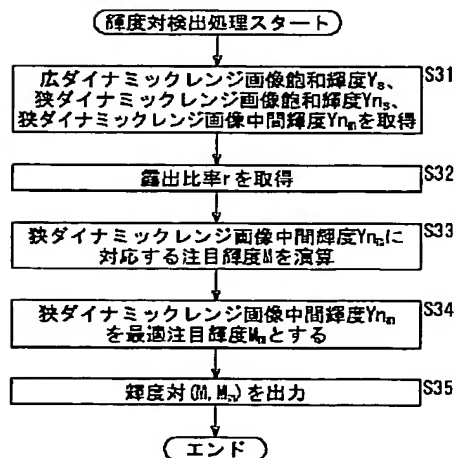 輝度対検出処理スタート
広ダイナミックレンジ画像飽和輝度Ys、
狭ダイナミックレンジ画像飽和輝度Yns、
狭ダイナミックレンジ画像中間輝度Ynmを取得
S31
露出比率rを取得
S32
狭ダイナミックレンジ画像中間輝度Ynmに
対応する注目輝度Mを演算
S33
狭ダイナミックレンジ画像中間輝度Ynm
を最適注目輝度Mmとする
S34
輝度対(M,Mm)を出力
S35
エンド